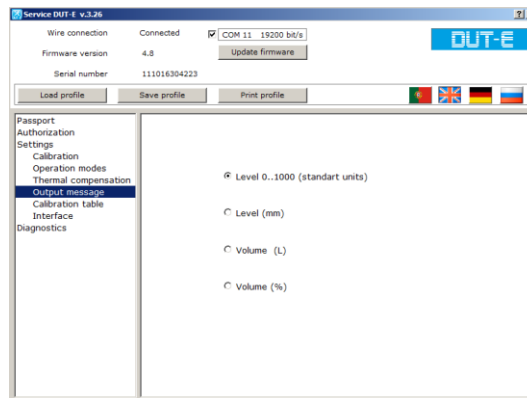 Service DUT-E v.3.26
Wire connection Connected COM 11 19200 bit/s
DUT-E
Firmware version 4.8 Update firmware
Serial number 111016304223
Load profile Save profile Print profile
Passport
Authorization
Settings
Calibration
Operation modes
Thermal compensation
Output message
Calibration table
Interface
Diagnostics
Level 0..1000 (standart units)
Level (mm)
Volume (L)
Volume (%)